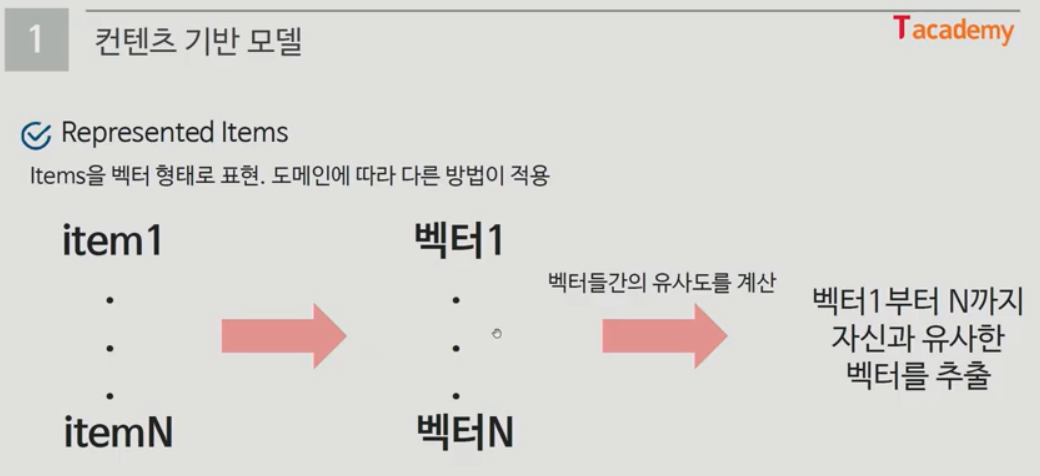 1
컨텐츠 기반 모델
Tacademy
Represented Items
Items을 벡터 형태로 표현. 도메인에 따라 다른 방법이 적용
item1
벡터1
벡터들간의 유사도를 계산
벡터1부터 N까지
자신과 유사한
벡터를 추출
itemN
벡터N